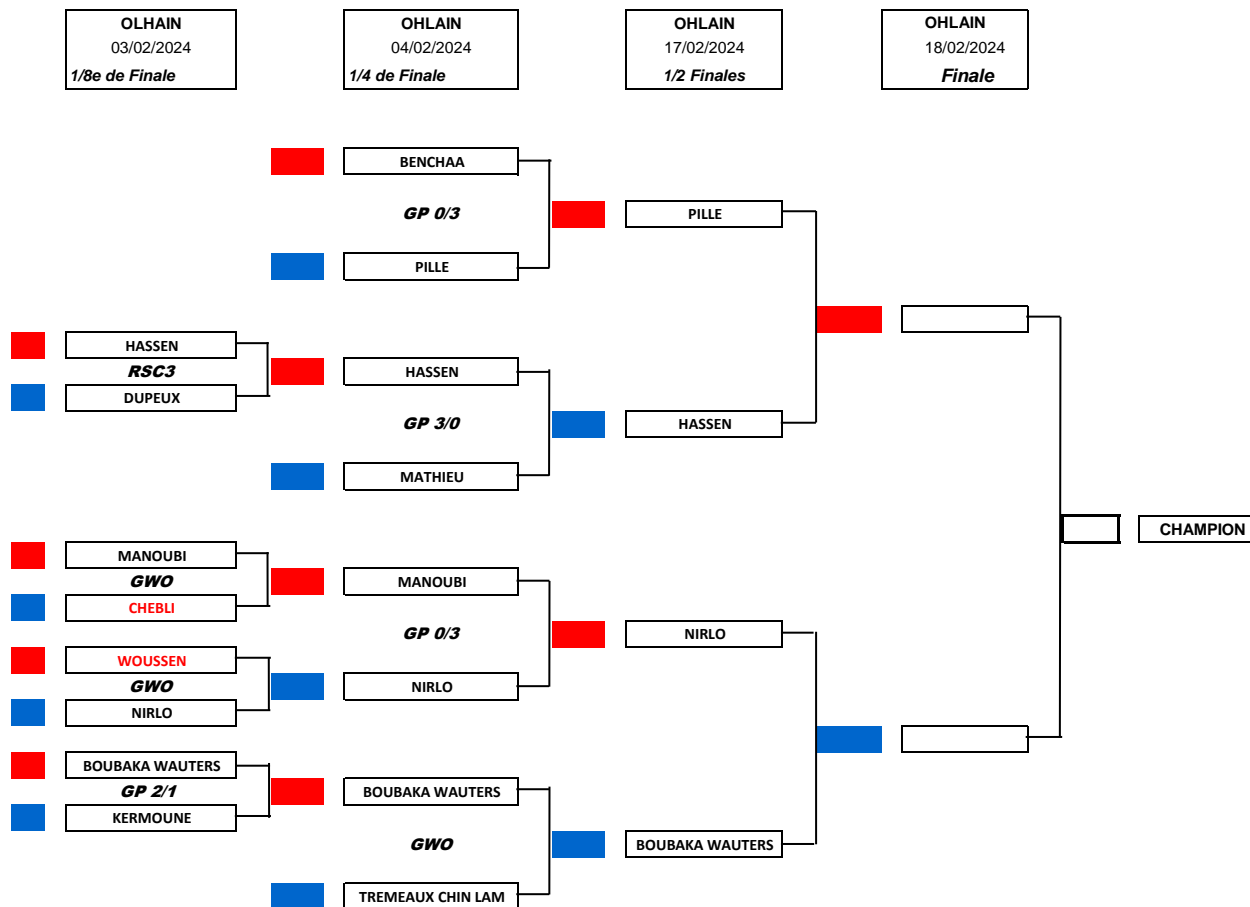 OLHAIN
03/02/2024
1/8e de Finale
OHLAIN
04/02/2024
1/4 de Finale
OHLAIN
17/02/2024
1/2 Finales
OHLAIN
18/02/2024
Finale
BENCHAA
GP 0/3
PILLE
PILLE
HASSEN
RSC3
DUPEUX
HASSEN
GP 3/0
MATHIEU
HASSEN
CHAMPION
MANOUBI
GWO
CHEBLI
MANOUBI
GP 0/3
NIRLO
NIRLO
WOUSSEN
GWO
NIRLO
BOUBAKA WAUTERS
GP 2/1
KERMOUNE
BOUBAKA WAUTERS
GWO
TREMEAUX CHIN LAM
BOUBAKA WAUTERS